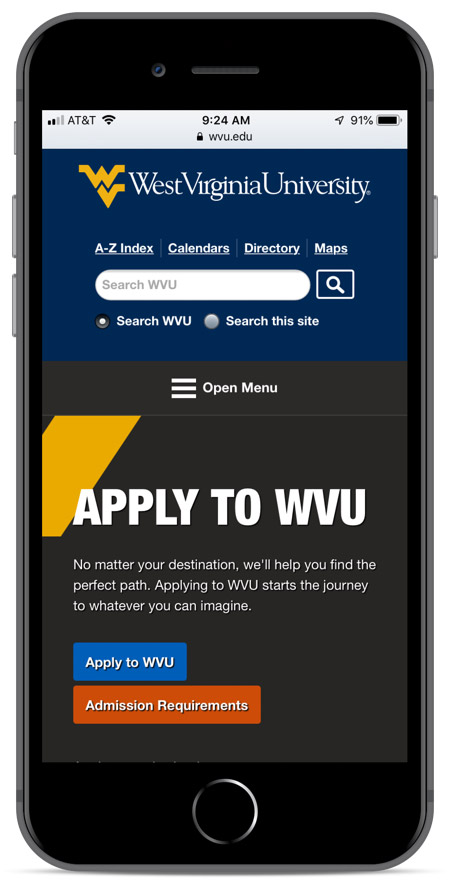 AT&T 9:24 AM 91%
wvu.edu
WestVirginiaUniversity®
A-Z Index Calendars Directory Maps
Search WVU
Search WVU Search this site
Open Menu
APPLY TO WVU
No matter your destination, we'll help you find the
perfect path. Applying to WVU starts the journey
to whatever you can imagine.
Apply to WVU
Admission Requirements